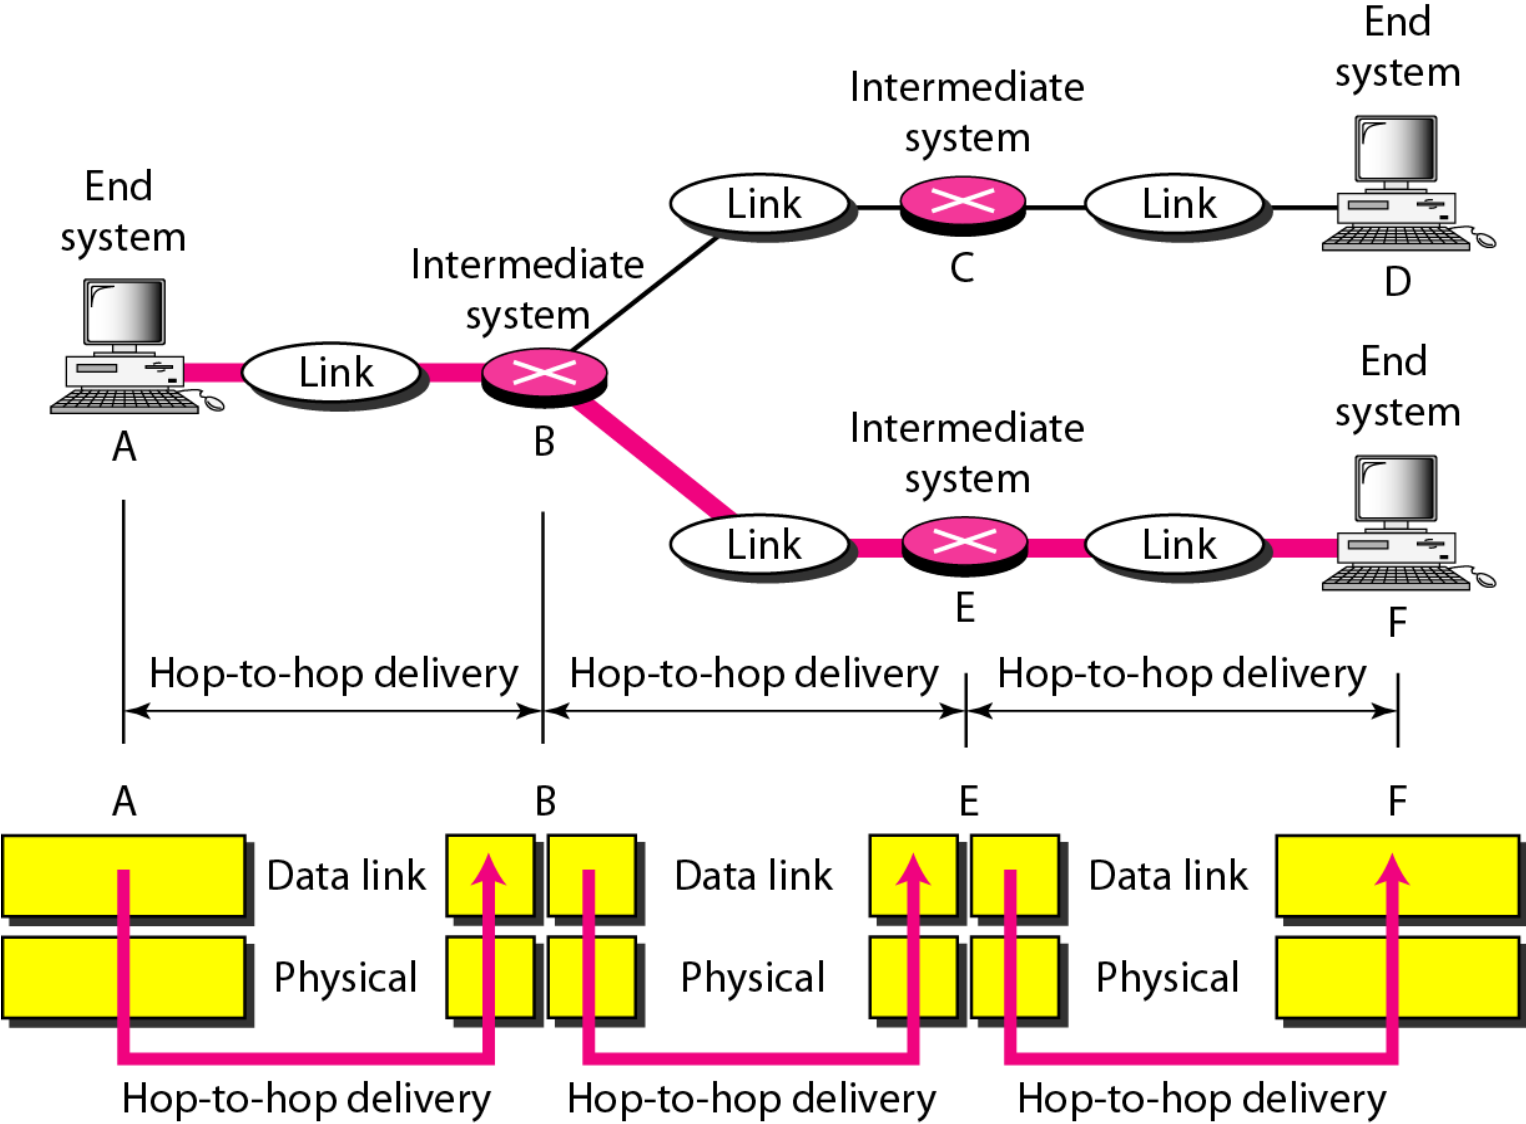 End
system
Intermediate
system
End
system
Link
Link
C
D
Intermediate
system
Link
A
B
End
system
Intermediate
system
Link
Link
E
F
Hop-to-hop delivery
Hop-to-hop delivery
Hop-to-hop delivery
A
B
E
F
Data link
Data link
Data link
Physical
Physical
Physical
Hop-to-hop delivery
Hop-to-hop delivery
Hop-to-hop delivery